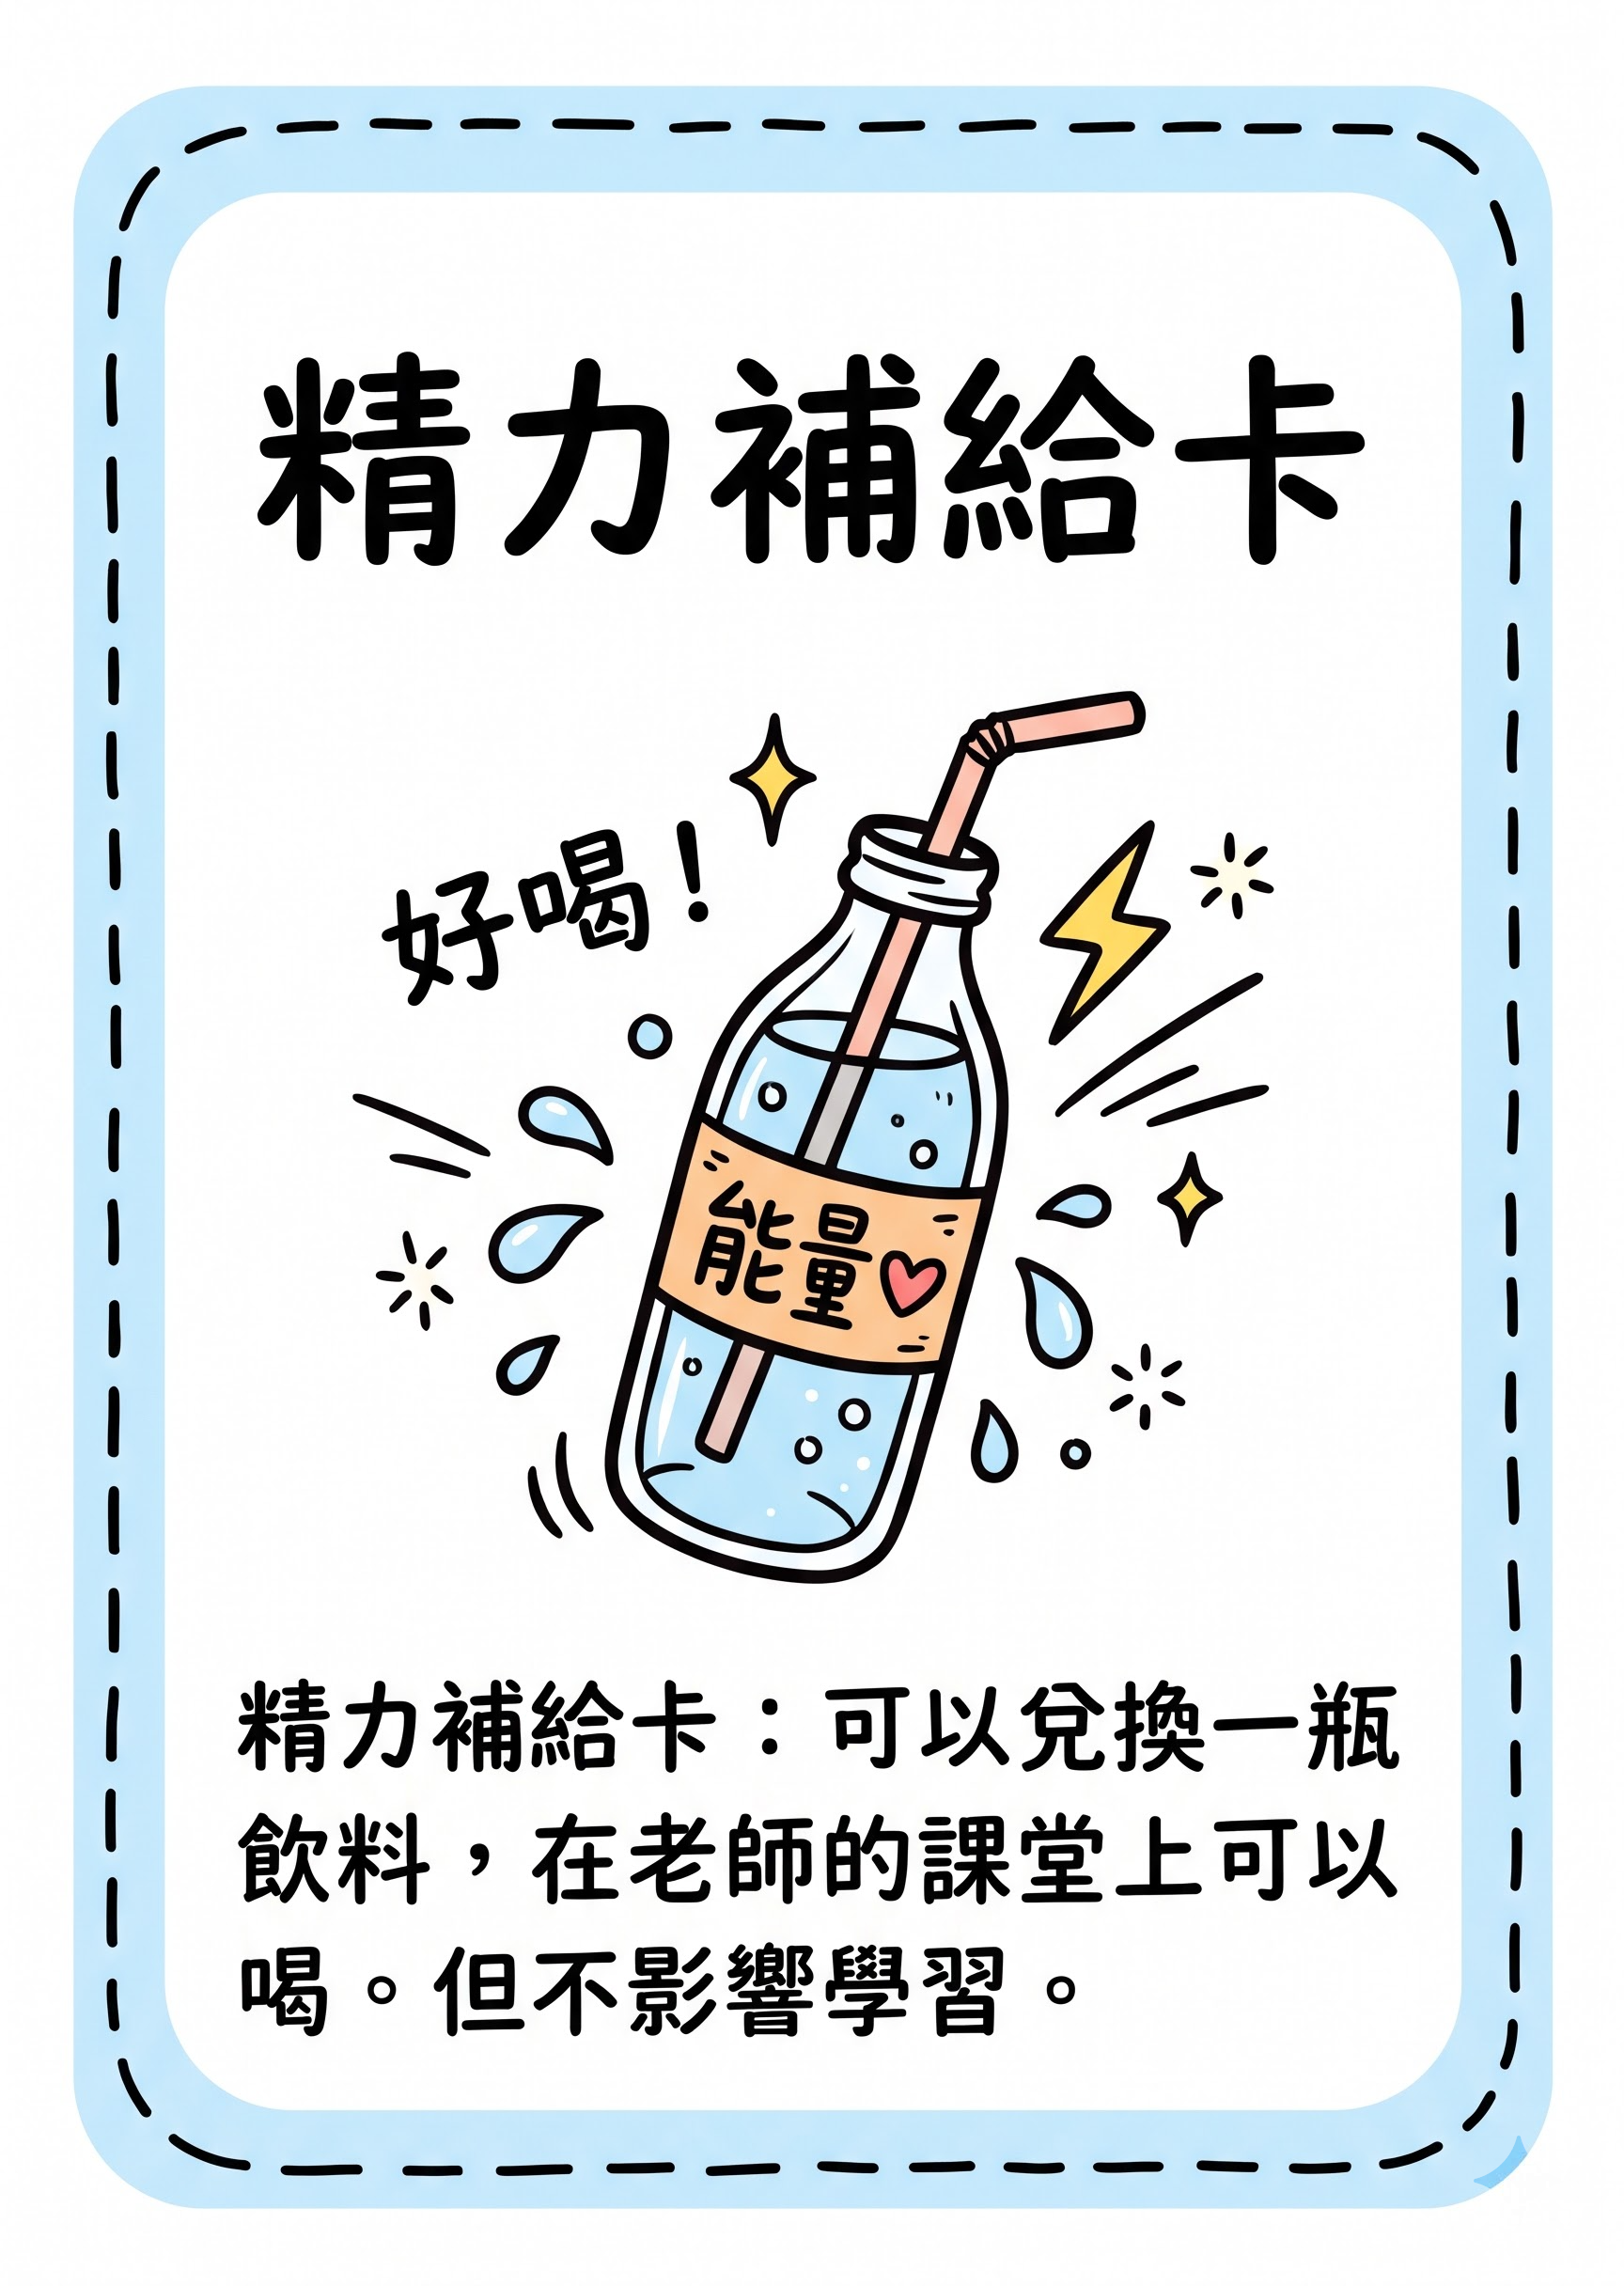 精力補給卡
好喝！
能量
精力補給卡：可以兌換一瓶
飲料，在老師的課堂上可以
喝。但不影響學習。